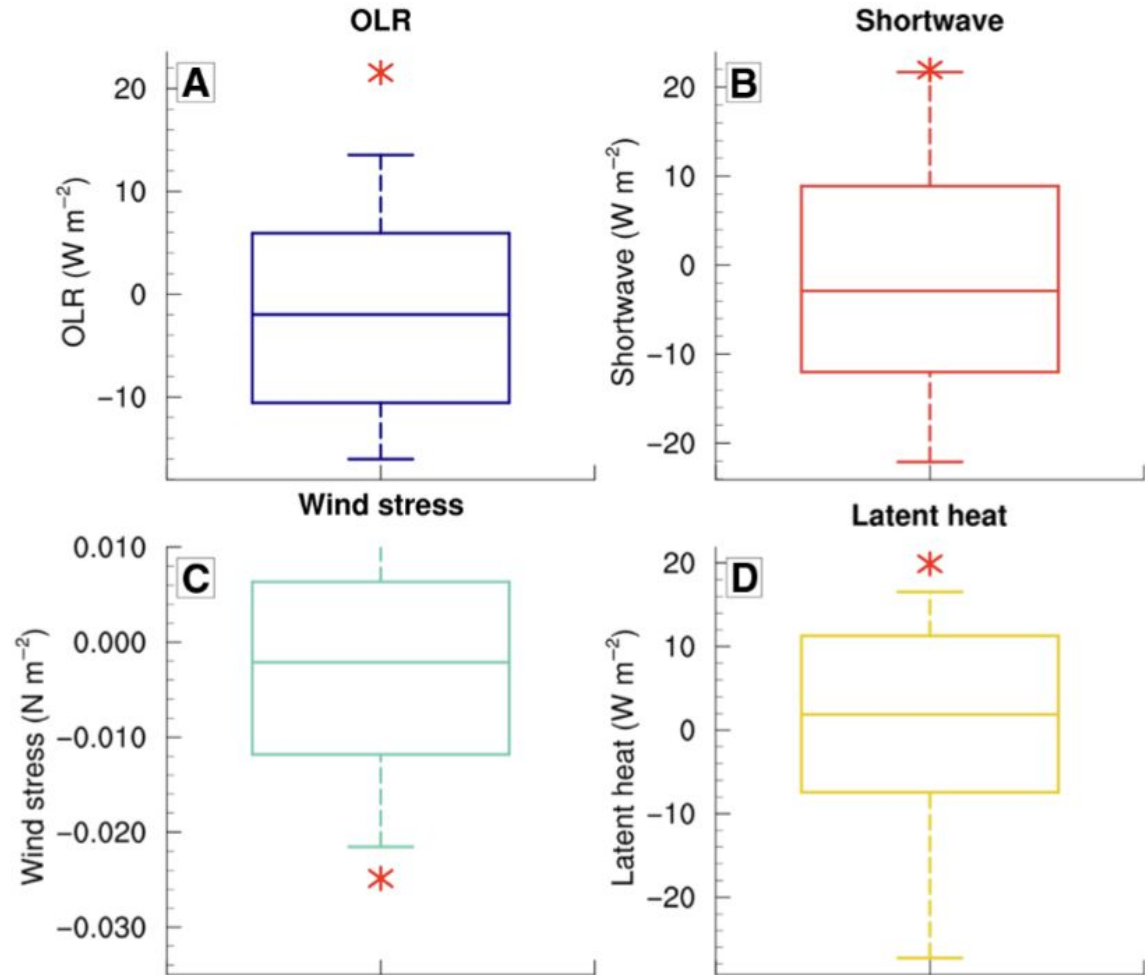 OLR
A
OLR (W m⁻²)
20
10
0
−10
Shortwave
B
Shortwave (W m⁻²)
20
10
0
−10
−20
Wind stress
C
Wind stress (N m⁻²)
0.010
0.000
−0.010
−0.020
−0.030
Latent heat
D
Latent heat (W m⁻²)
20
10
0
−10
−20